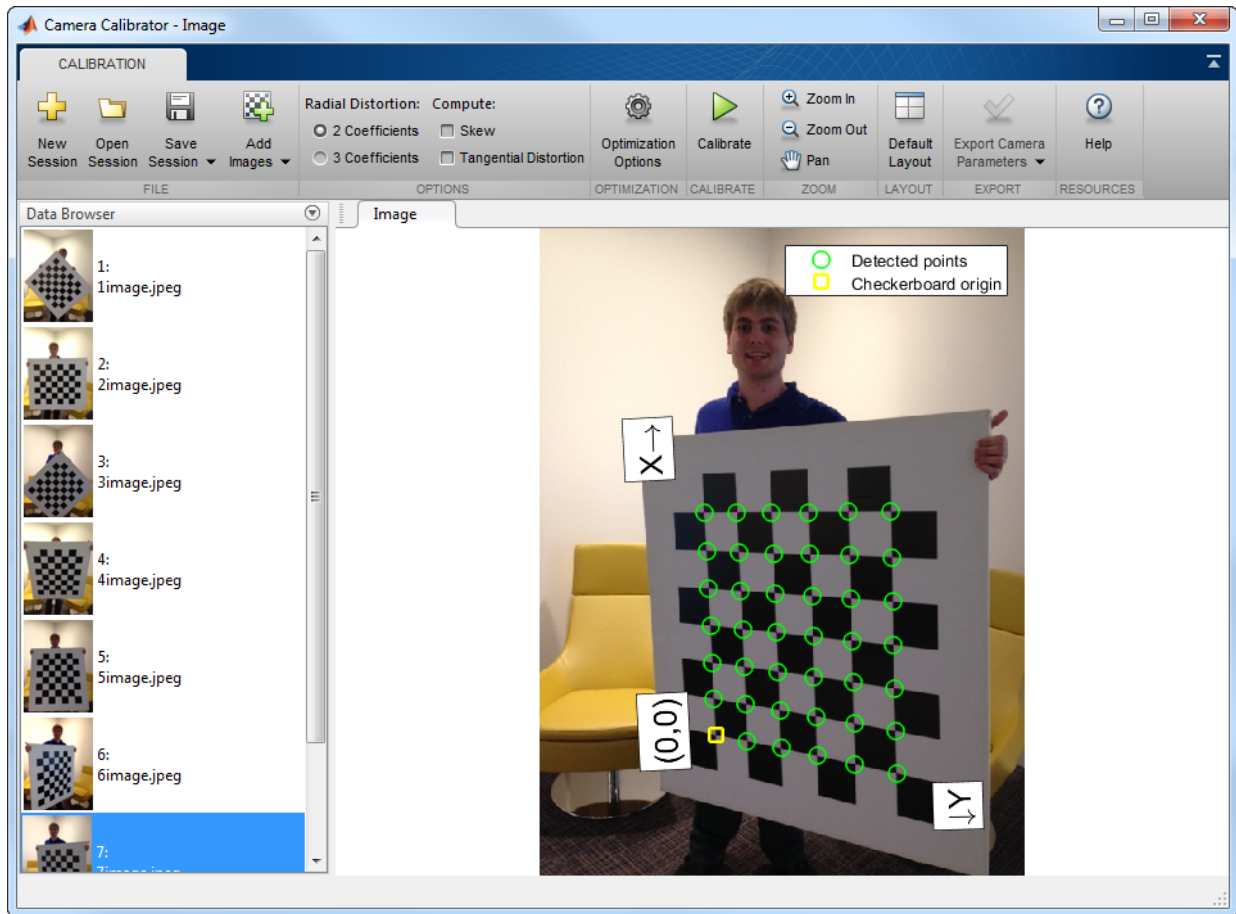 Camera Calibrator - Image
CALIBRATION
New Session
Open Session
Save Session
Add Images
Radial Distortion:
2 Coefficients
3 Coefficients
Compute:
Skew
Tangential Distortion
Optimization Options
Calibrate
Zoom In
Zoom Out
Pan
Default Layout
Export Camera Parameters
Help
FILE
OPTIONS
OPTIMIZATION
CALIBRATE
ZOOM
LAYOUT
EXPORT
RESOURCES
Data Browser
Image
1:
1image.jpeg
2:
2image.jpeg
3:
3image.jpeg
4:
4image.jpeg
5:
5image.jpeg
6:
6image.jpeg
7:
7image.jpeg
Detected points
Checkerboard origin
X→
(0,0)
Y